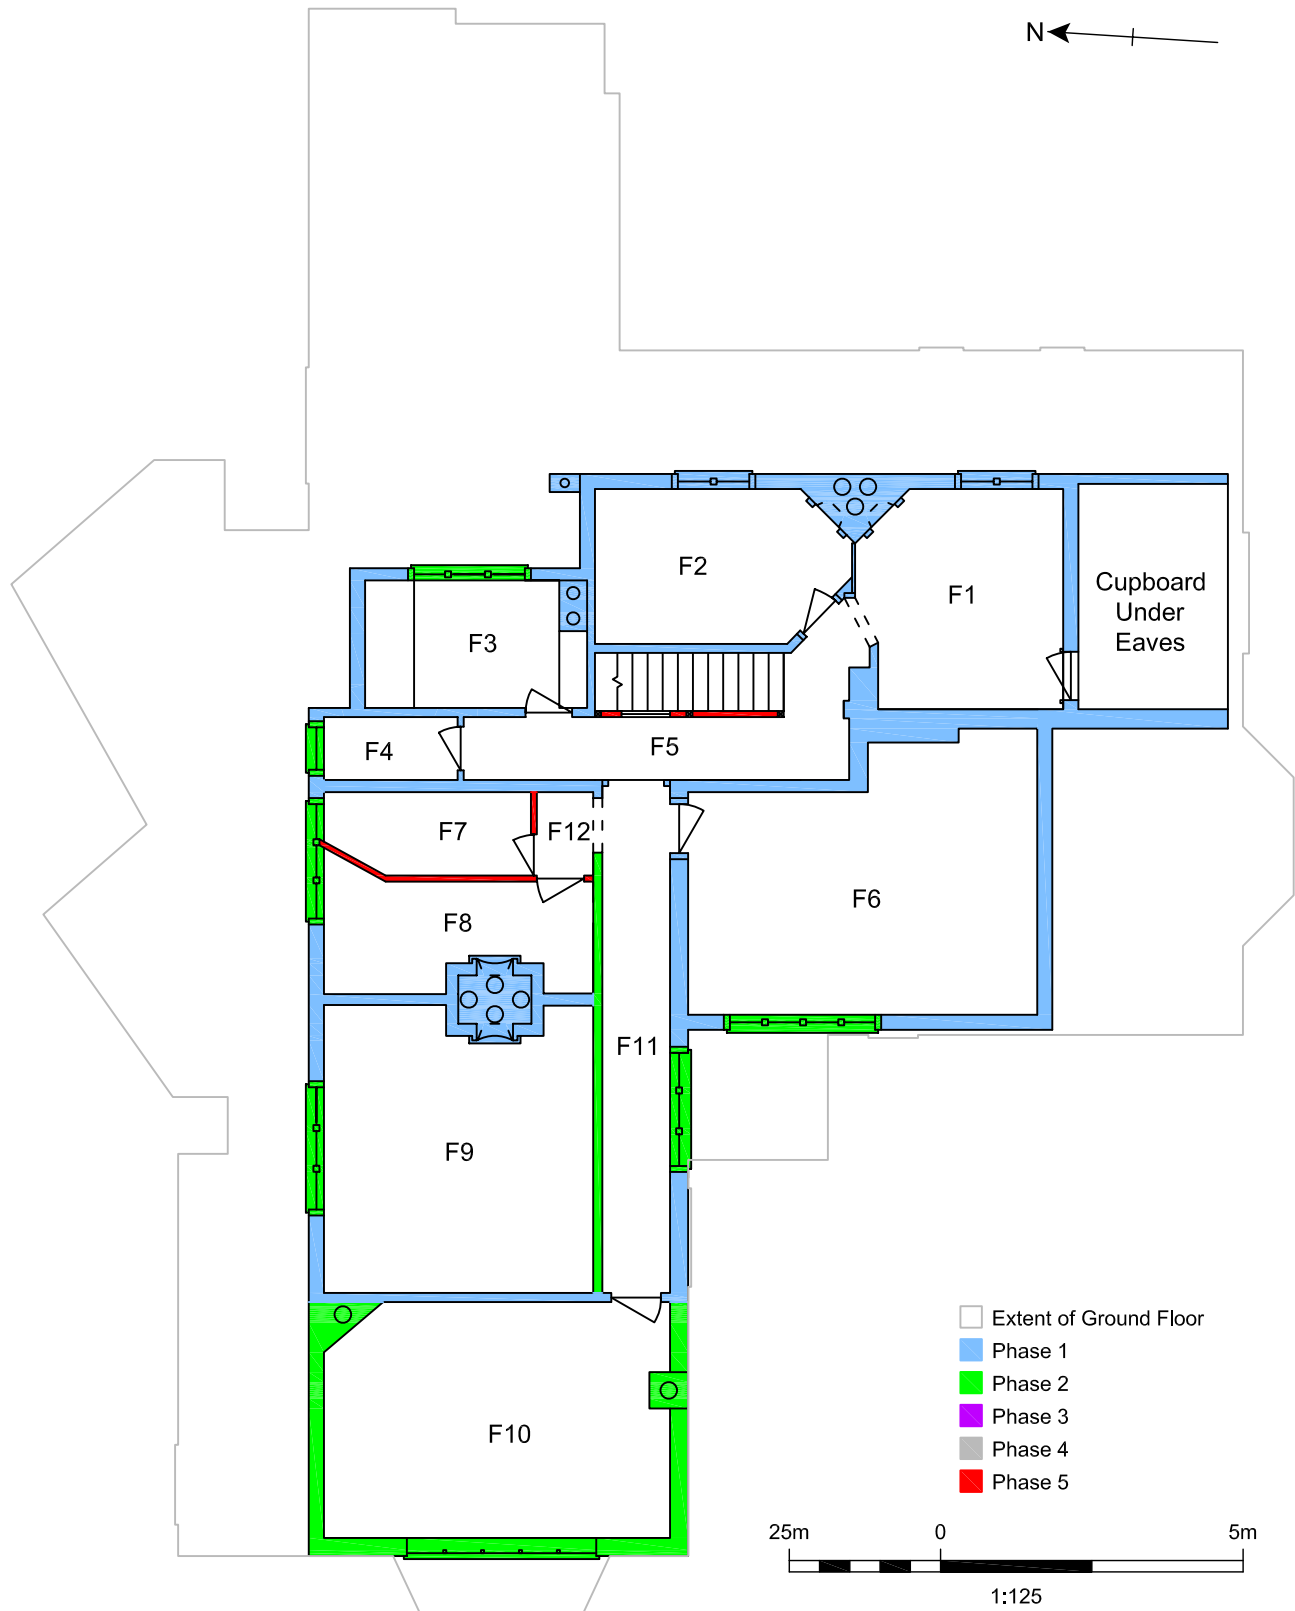 N
F2
F1
Cupboard
Under
Eaves
F3
F4
F5
F7
F12
F6
F8
F11
F9
F10
Extent of Ground Floor
Phase 1
Phase 2
Phase 3
Phase 4
Phase 5
25m 0 5m
1:125